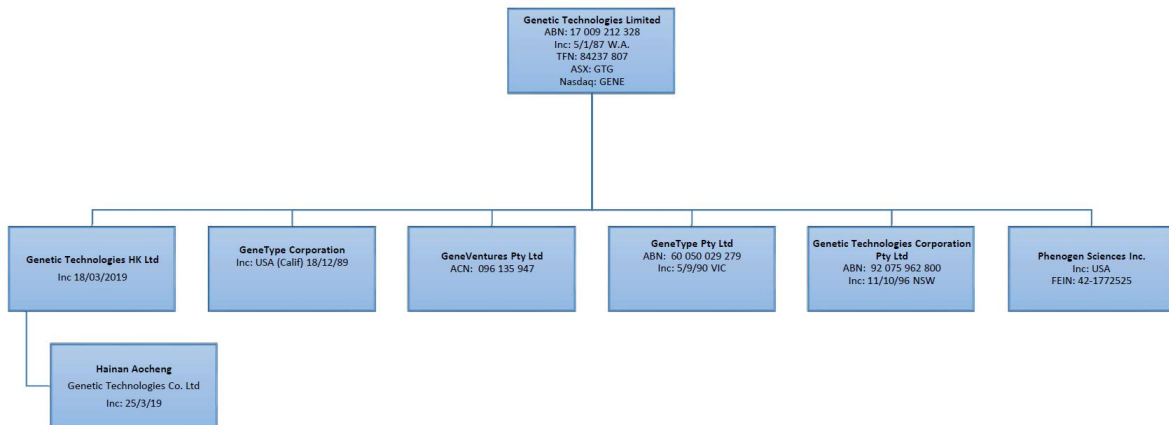 Genetic Technologies Limited
ABN: 17 009 212 328
Inc: 5/1/87 W.A.
TFN: 84237 807
ASX: GTG
Nasdaq: GENE
Genetic Technologies HK Ltd
Inc 18/03/2019
GeneType Corporation
Inc: USA (Calif) 18/12/89
GeneVentures Pty Ltd
ACN: 096 135 947
GeneType Pty Ltd
ABN: 60 050 029 279
Inc: 5/9/90 VIC
Genetic Technologies Corporation
Pty Ltd
ABN: 92 075 962 800
Inc: 11/10/96 NSW
Phenogen Sciences Inc.
Inc: USA
FEIN: 42-1772525
Hainan Aocheng
Genetic Technologies Co. Ltd
Inc: 25/3/19